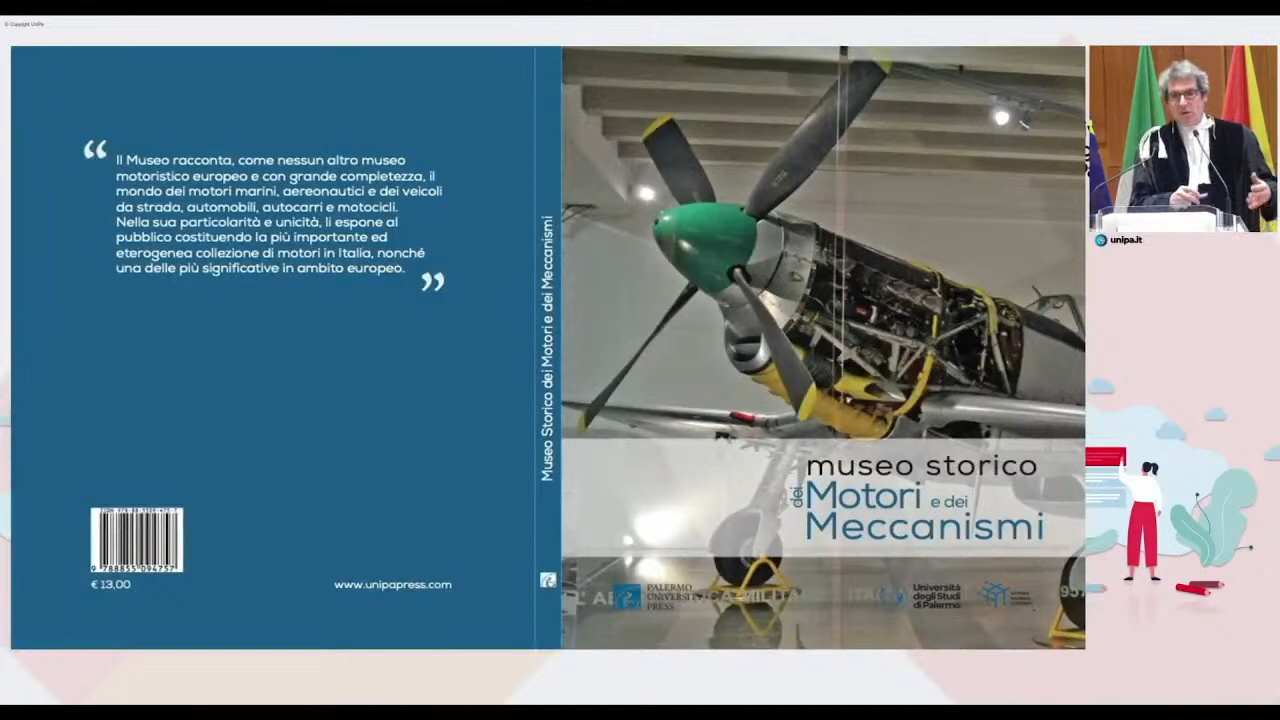 © Copyright UniPa
“
Il Museo racconta, come nessun altro museo
motoristico europeo e con grande completezza, il
mondo dei motori marini, aereonautici e dei veicoli
da strada, automobili, autocarri e motocicli.
Nella sua particolarità e unicità, li espone al
pubblico costituendo la più importante ed
eterogenea collezione di motori in Italia, nonché
una delle più significative in ambito europeo.
”
9 788855 094757
€ 13,00
www.unipapress.com
Museo Storico dei Motori e dei Meccanismi
museo storico
dei Motori e dei
Meccanismi
PALERMO
UNIVERSITY
PRESS
Università
degli Studi
di Palermo
unipa.it